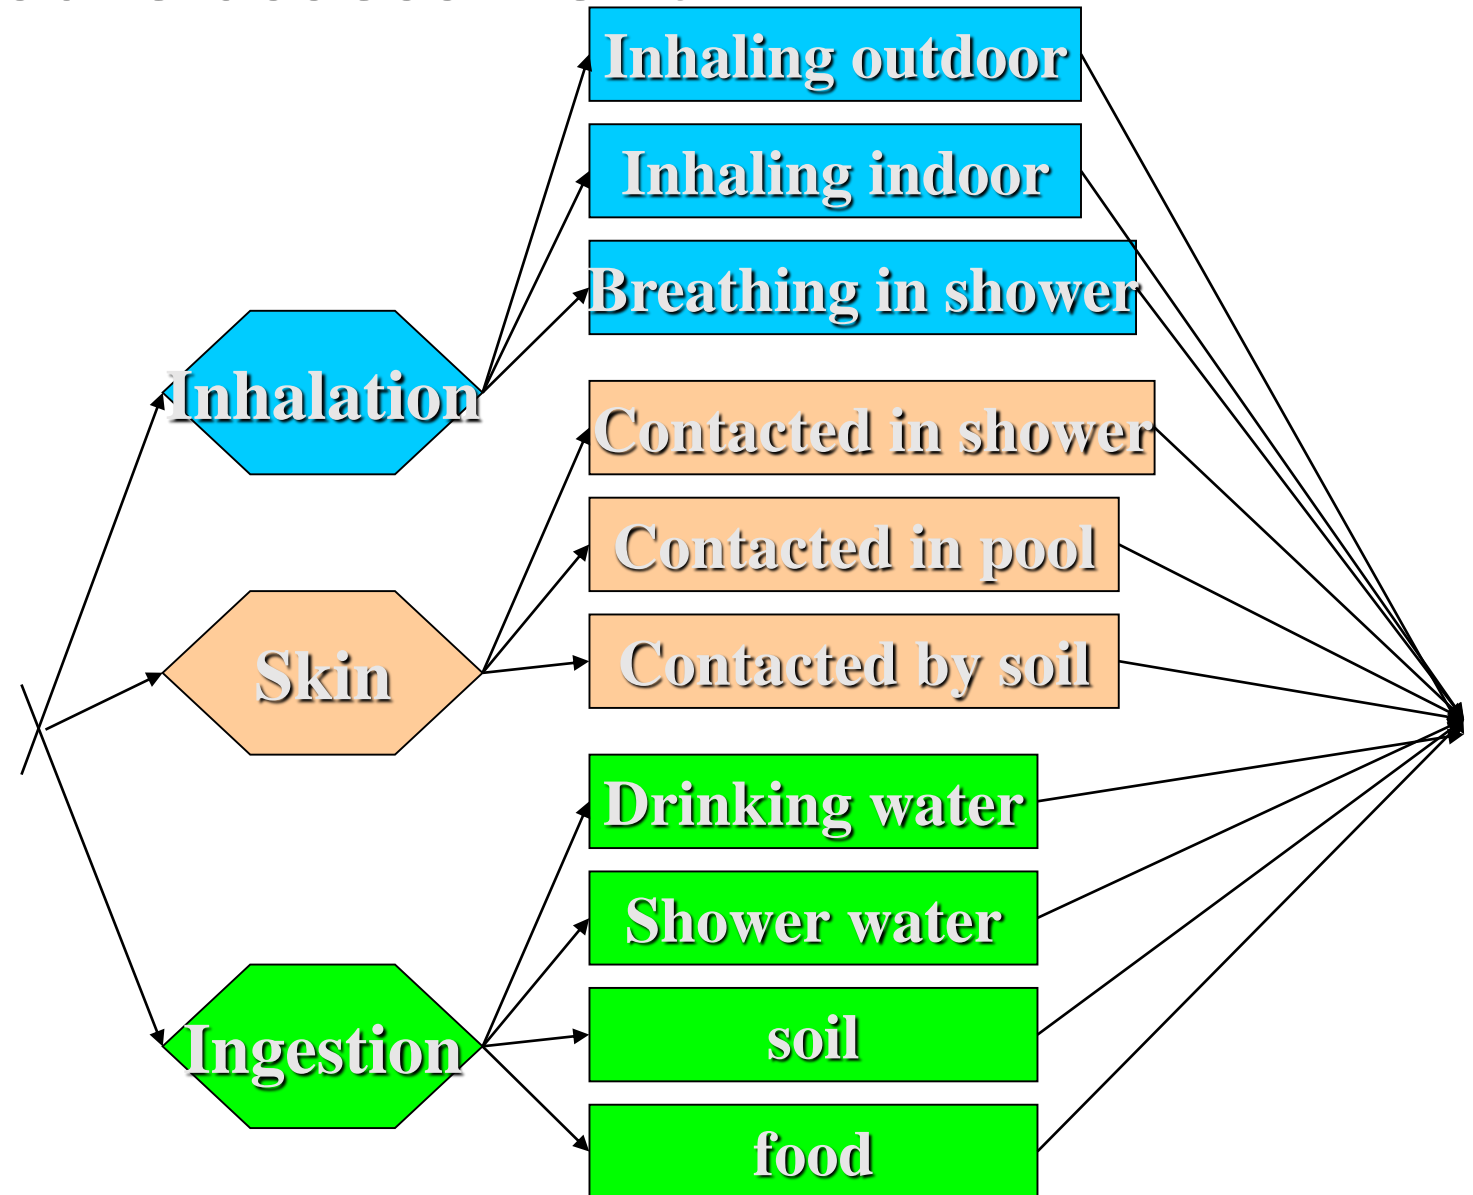 Inhaling outdoor
Inhaling indoor
Breathing in shower
Inhalation
Contacted in shower
Contacted in pool
Contacted by soil
Skin
Drinking water
Shower water
soil
food
Ingestion